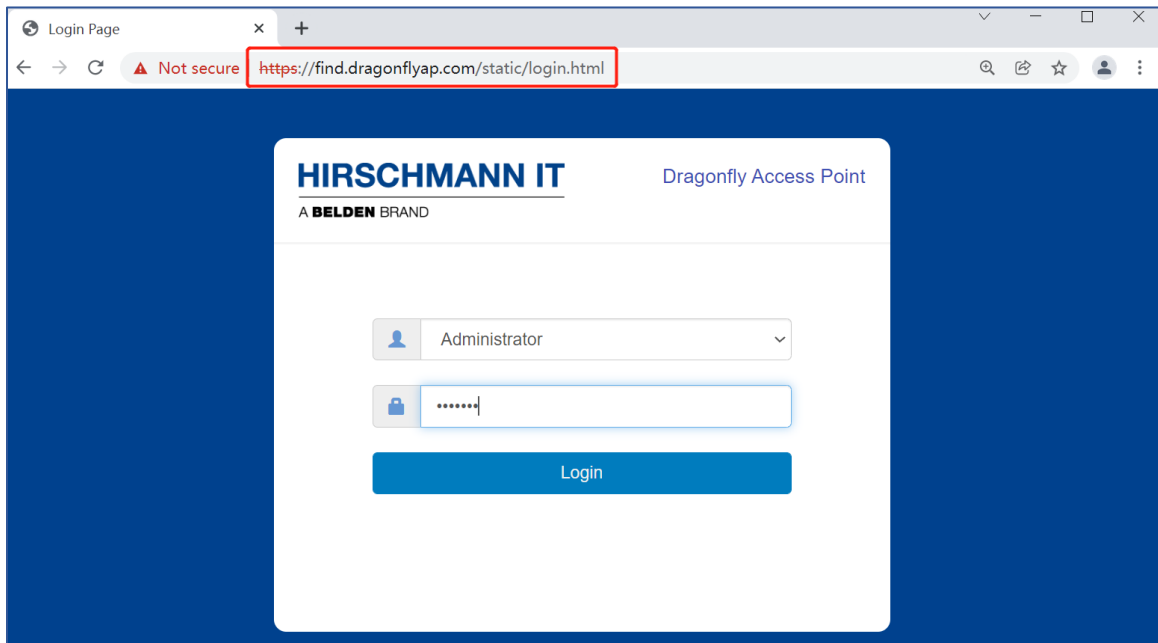 Login Page
Not secure https://find.dragonflyap.com/static/login.html
HIRSCHMANN IT
A BELDEN BRAND
Dragonfly Access Point
Administrator
•••••••
Login